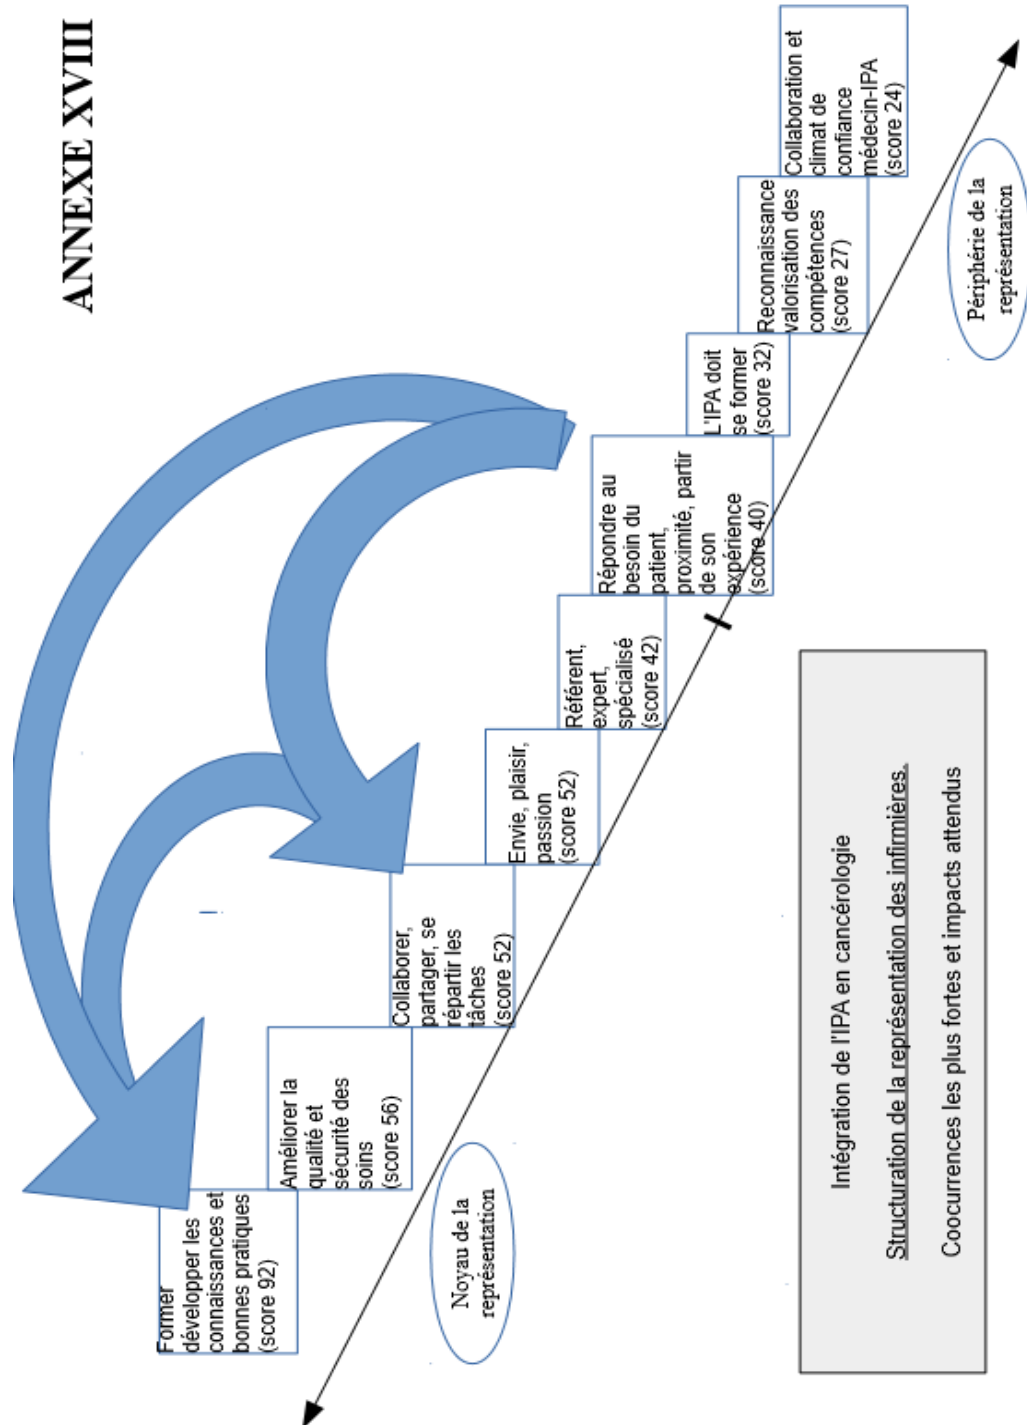 ANNEXE XVIII
Former
développer les
connaissances et
bonnes pratiques
(score 92)
Améliorer la
qualité et
sécurité des
soins
(score 56)
Collaborer,
partager, se
répartir les
tâches
(score 52)
Envie, plaisir,
passion
(score 52)
Référent,
expert,
spécialisé
(score 42)
Répondre au
besoin du
patient,
proximité, partir
de son
expérience
(score 40)
L'IPA doit
se former
(score 32)
Reconnaissance
valorisation des
compétences
(score 27)
Collaboration et
climat de
confiance
médecin-IPA
(score 24)
Noyau de la
représentation
Périphérie de la
représentation
Intégration de l'IPA en cancérologie
Structuration de la représentation des infirmières.
Coocurrences les plus fortes et impacts attendus